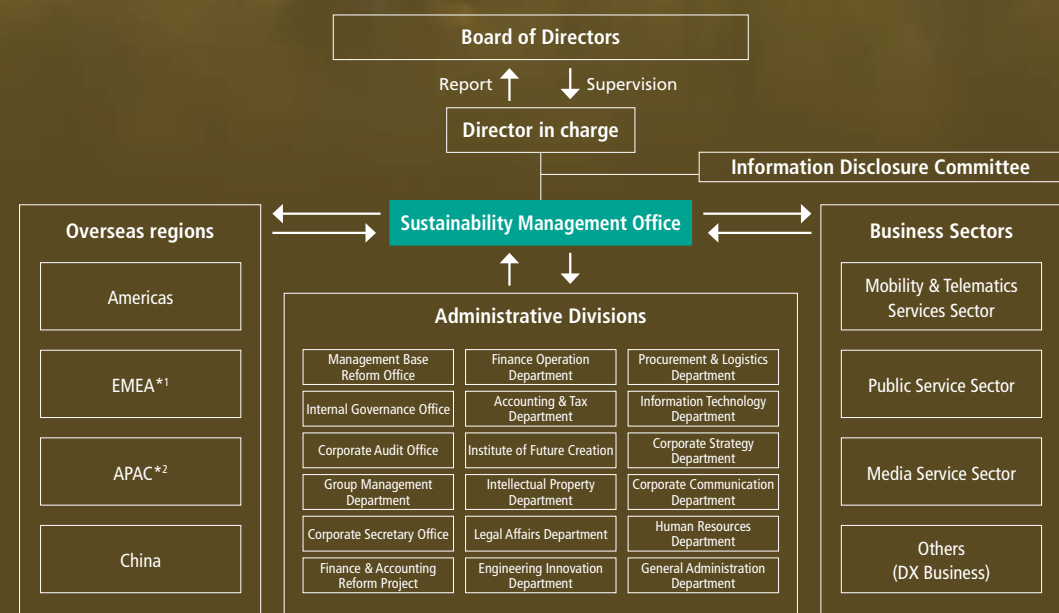 Board of Directors
Report
Supervision
Director in charge
Information Disclosure Committee
Sustainability Management Office
Overseas regions
Americas
EMEA*1
APAC*2
China
Administrative Divisions
Management Base
Reform Office
Finance Operation
Department
Procurement & Logistics
Department
Internal Governance Office
Accounting & Tax
Department
Information Technology
Department
Corporate Audit Office
Institute of Future Creation
Corporate Strategy
Department
Group Management
Department
Intellectual Property
Department
Corporate Communication
Department
Corporate Secretary Office
Legal Affairs Department
Human Resources
Department
Finance & Accounting
Reform Project
Engineering Innovation
Department
General Administration
Department
Business Sectors
Mobility & Telematics
Services Sector
Public Service Sector
Media Service Sector
Others
(DX Business)